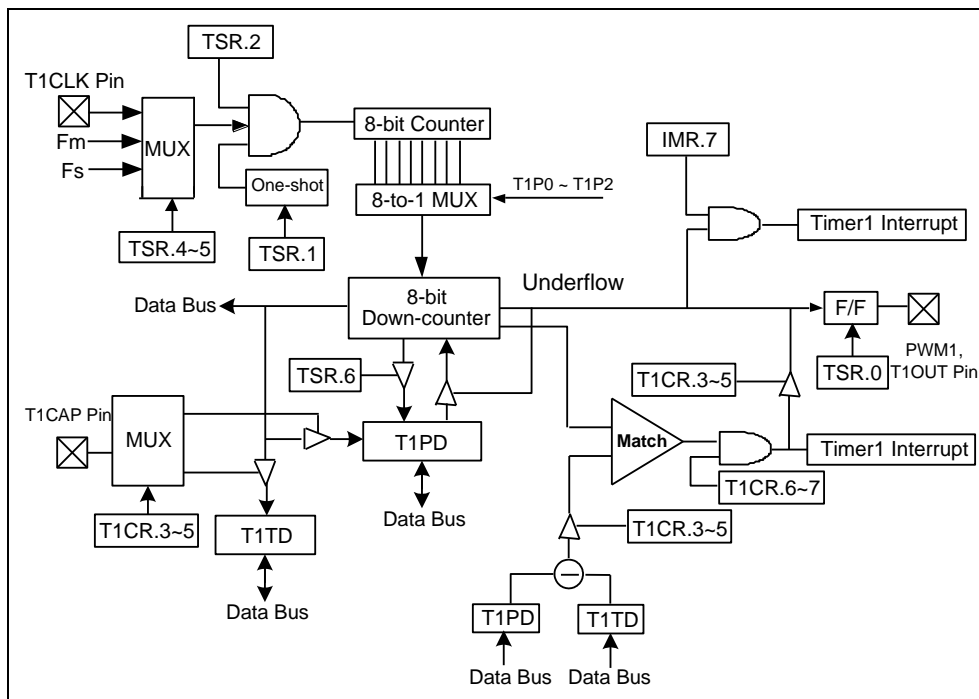 TSR.2
T1CLK Pin
8-bit Counter
IMR.7
MUX
Fm
Fs
One-shot
8-to-1 MUX
T1P0 ~ T1P2
Timer1 Interrupt
TSR.4~5
TSR.1
Underflow
Data Bus
8-bit
Down-counter
F/F
TSR.6
T1CR.3~5
TSR.0
PWM1,
T1OUT Pin
T1CAP Pin
MUX
T1PD
Match
Timer1 Interrupt
T1CR.6~7
T1CR.3~5
T1TD
Data Bus
T1CR.3~5
Data Bus
T1PD
T1TD
Data Bus
Data Bus